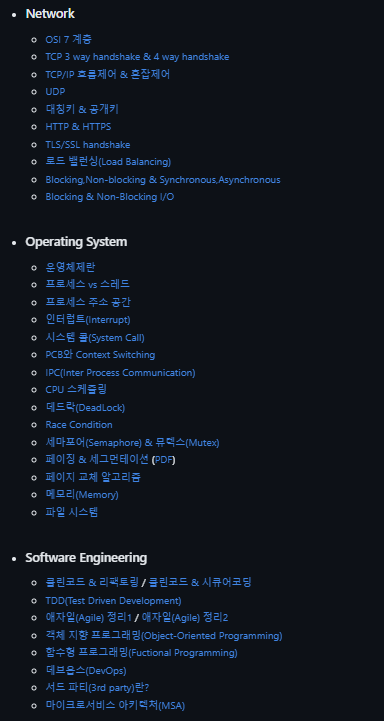 Network
OSI 7 계층
TCP 3 way handshake & 4 way handshake
TCP/IP 흐름제어 & 혼잡제어
UDP
대칭키 & 공개키
HTTP & HTTPS
TLS/SSL handshake
로드 밸런싱(Load Balancing)
Blocking,Non-blocking & Synchronous,Asynchronous
Blocking & Non-Blocking I/O
Operating System
운영체제란
프로세스 vs 스레드
프로세스 주소 공간
인터럽트(Interrupt)
시스템 콜(System Call)
PCB와 Context Switching
IPC(Inter Process Communication)
CPU 스케줄링
데드락(DeadLock)
Race Condition
세마포어(Semaphore) & 뮤텍스(Mutex)
페이징 & 세그먼테이션 (PDF)
페이지 교체 알고리즘
메모리(Memory)
파일 시스템
Software Engineering
클린코드 & 리팩토링 / 클린코드 & 시큐어코딩
TDD(Test Driven Development)
애자일(Agile) 정리1 / 애자일(Agile) 정리2
객체 지향 프로그래밍(Object-Oriented Programming)
함수형 프로그래밍(Fuctional Programming)
데브옵스(DevOps)
서드 파티(3rd party)란?
마이크로서비스 아키텍처(MSA)